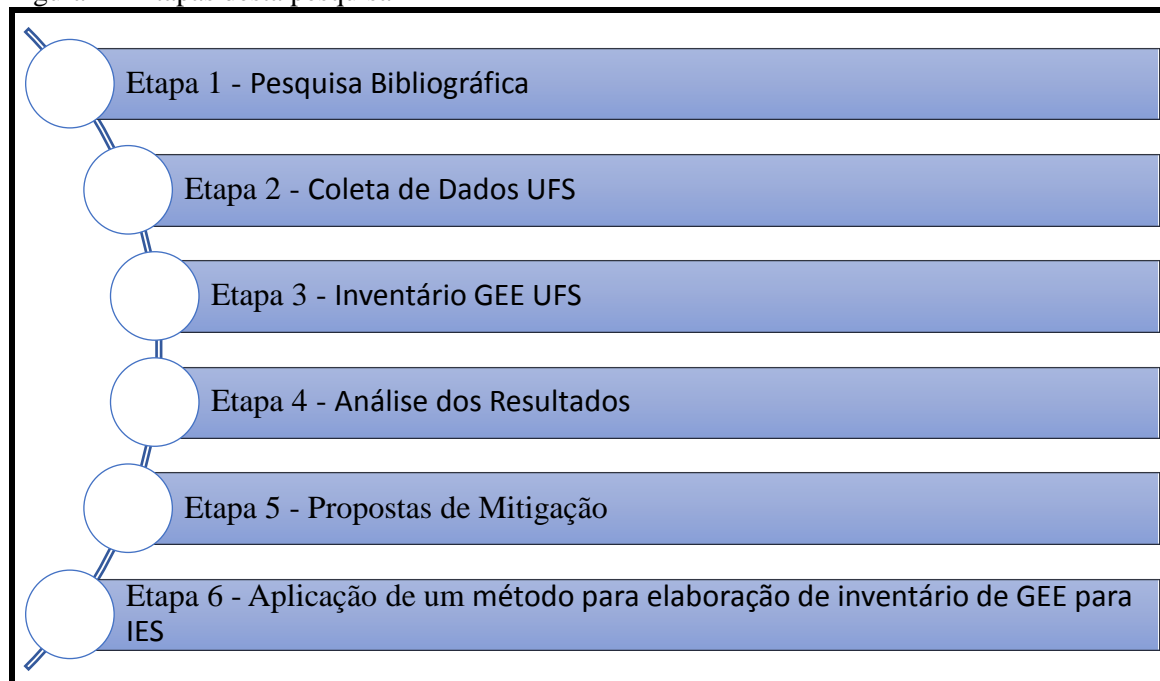 Etapa 1 - Pesquisa Bibliográfica
Etapa 2 - Coleta de Dados UFS
Etapa 3 - Inventário GEE UFS
Etapa 4 - Análise dos Resultados
Etapa 5 - Propostas de Mitigação
Etapa 6 - Aplicação de um método para elaboração de inventário de GEE para
IES